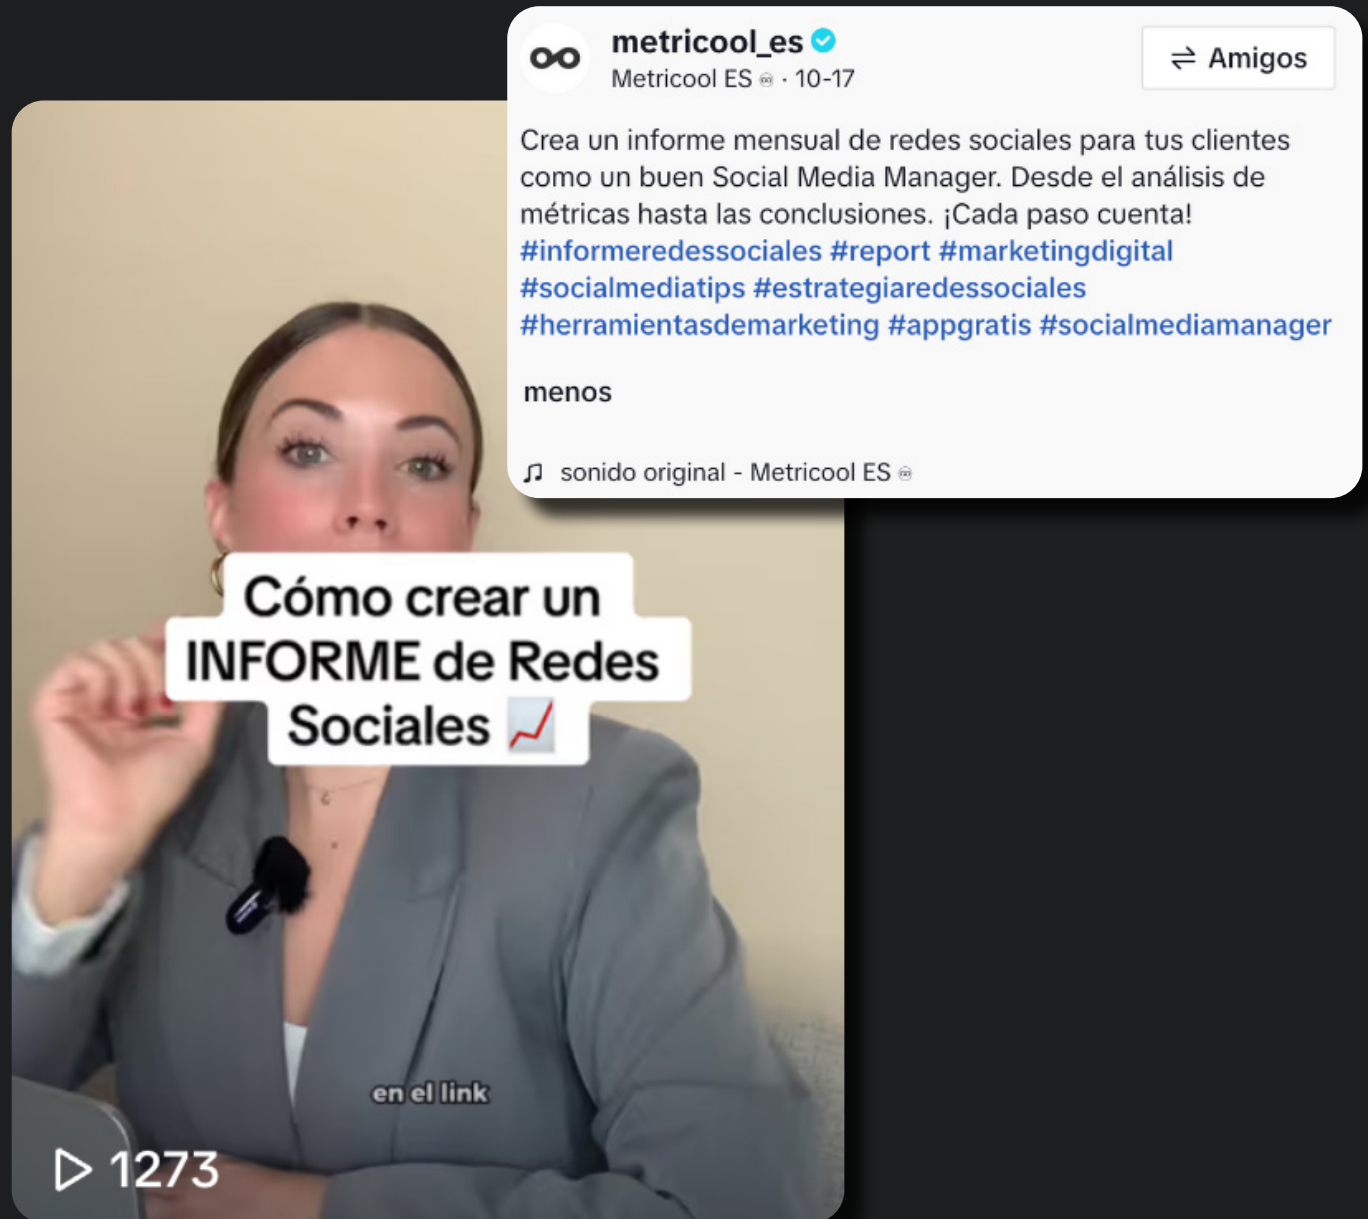 metricool_es
Metricool ES ♾ · 10-17
Amigos
Crea un informe mensual de redes sociales para tus clientes
como un buen Social Media Manager. Desde el análisis de
métricas hasta las conclusiones. ¡Cada paso cuenta!
#informeredessociales #report #marketingdigital
#socialmediatips #estrategiaredessociales
#herramientasdemarketing #appgratis #socialmediamanager
menos
sonido original - Metricool ES ♾
Cómo crear un
INFORME de Redes
Sociales 📈
en el link
1273